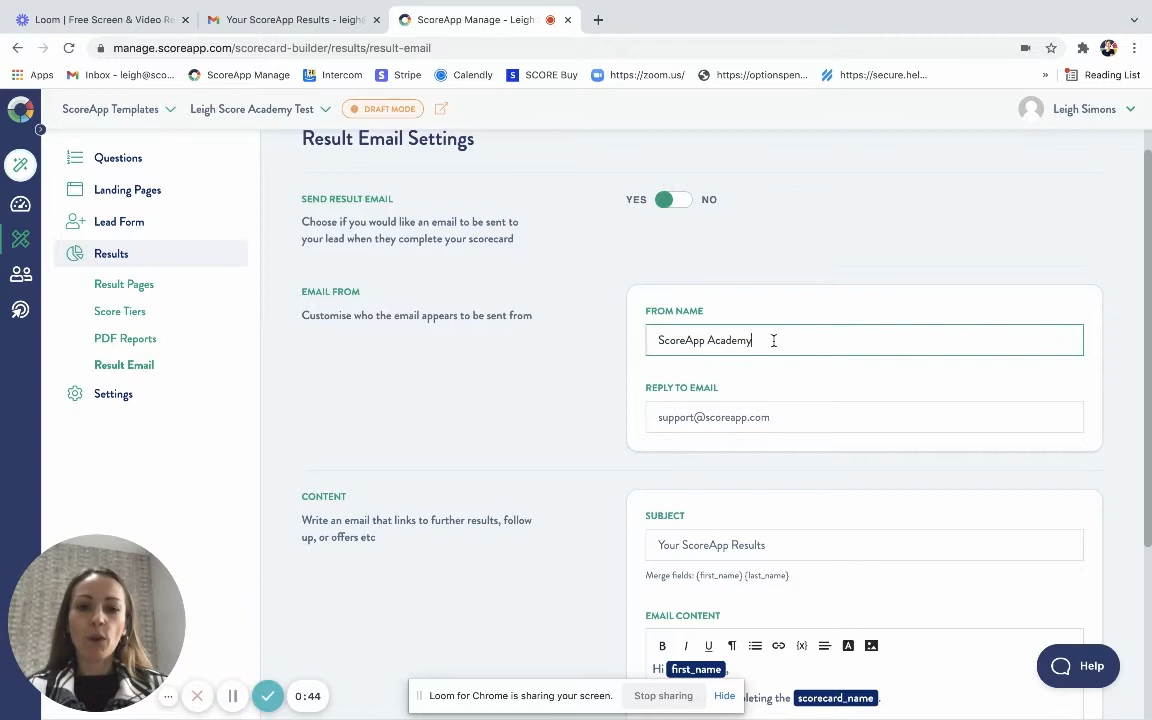 Loom | Free Screen & Video Re
Your ScoreApp Results - leigh@
ScoreApp Manage - Leigh S
manage.scoreapp.com/scorecard-builder/results/result-email
Apps
Inbox - leigh@sco...
ScoreApp Manage
Intercom
Stripe
Calendly
SCORE Buy
https://zoom.us/
https://optionspen...
https://secure.hel...
»
Reading List
ScoreApp Templates
Leigh Score Academy Test
DRAFT MODE
Leigh Simons
Questions
Landing Pages
Lead Form
Results
Result Pages
Score Tiers
PDF Reports
Result Email
Settings
Result Email Settings
SEND RESULT EMAIL
Choose if you would like an email to be sent to
your lead when they complete your scorecard
YES
NO
EMAIL FROM
Customise who the email appears to be sent from
FROM NAME
ScoreApp Academy
REPLY TO EMAIL
support@scoreapp.com
CONTENT
Write an email that links to further results, follow
up, or offers etc
SUBJECT
Your ScoreApp Results
Merge fields: {first_name} {last_name}
EMAIL CONTENT
B I U ¶ {x} A
Hi first_name,
leting the scorecard_name.
Help
0:44
Loom for Chrome is sharing your screen.
Stop sharing
Hide